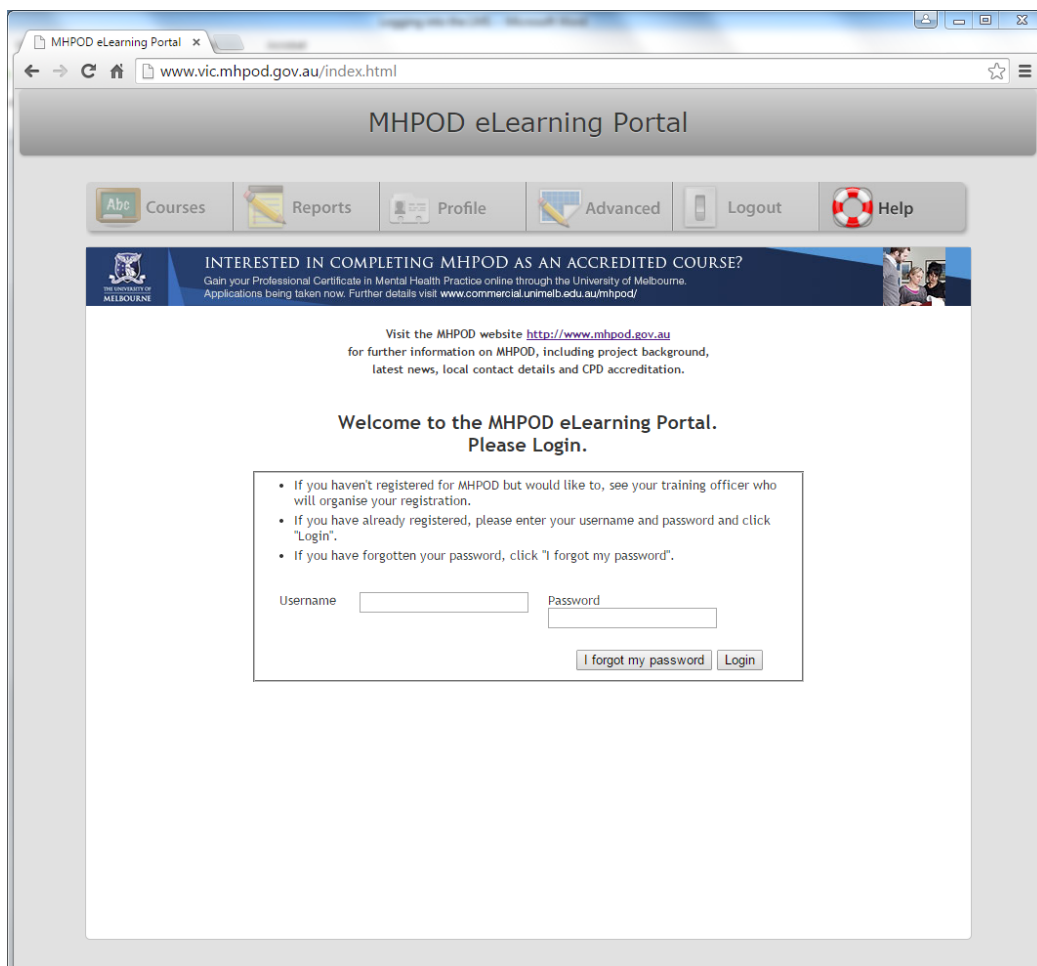 MHPOD eLearning Portal
www.vic.mhpod.gov.au/index.html
MHPOD eLearning Portal
Abc Courses Reports Profile Advanced Logout Help
THE UNIVERSITY OF
MELBOURNE
INTERESTED IN COMPLETING MHPOD AS AN ACCREDITED COURSE?
Gain your Professional Certificate in Mental Health Practice online through the University of Melbourne.
Applications being taken now. Further details visit www.commercial.unimelb.edu.au/mhpod/
Visit the MHPOD website http://www.mhpod.gov.au
for further information on MHPOD, including project background,
latest news, local contact details and CPD accreditation.
Welcome to the MHPOD eLearning Portal.
Please Login.
• If you haven't registered for MHPOD but would like to, see your training officer who
will organise your registration.
• If you have already registered, please enter your username and password and click
"Login".
• If you have forgotten your password, click "I forgot my password".
Username Password
I forgot my password Login